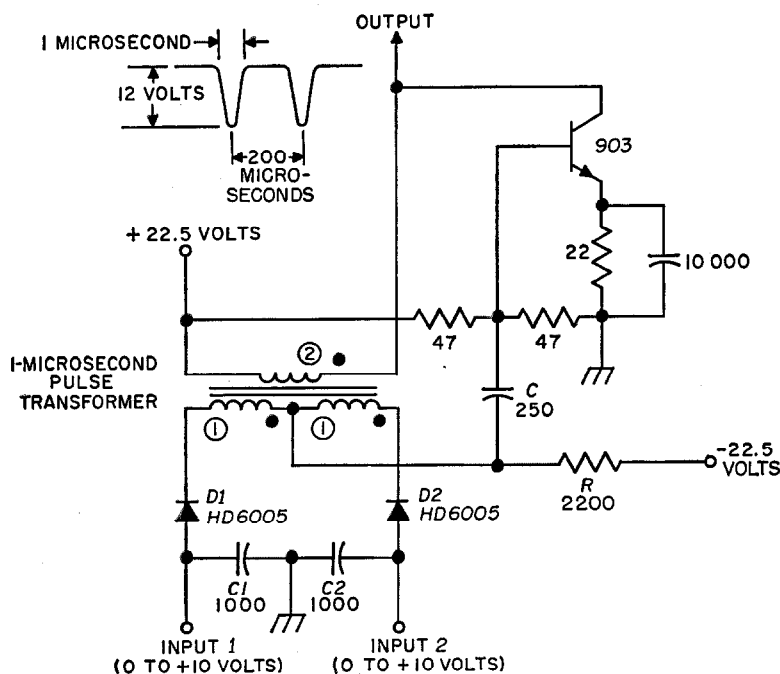 OUTPUT
1 MICROSECOND
12 VOLTS
200
MICRO-
SECONDS
903
+ 22.5 VOLTS
22
10 000
47
47
1-MICROSECOND
PULSE
TRANSFORMER
2
1
1
C
250
-22.5
VOLTS
R
2200
D1
HD6005
D2
HD6005
C1
1000
C2
1000
INPUT 1
(0 TO +10 VOLTS)
INPUT 2
(0 TO +10 VOLTS)